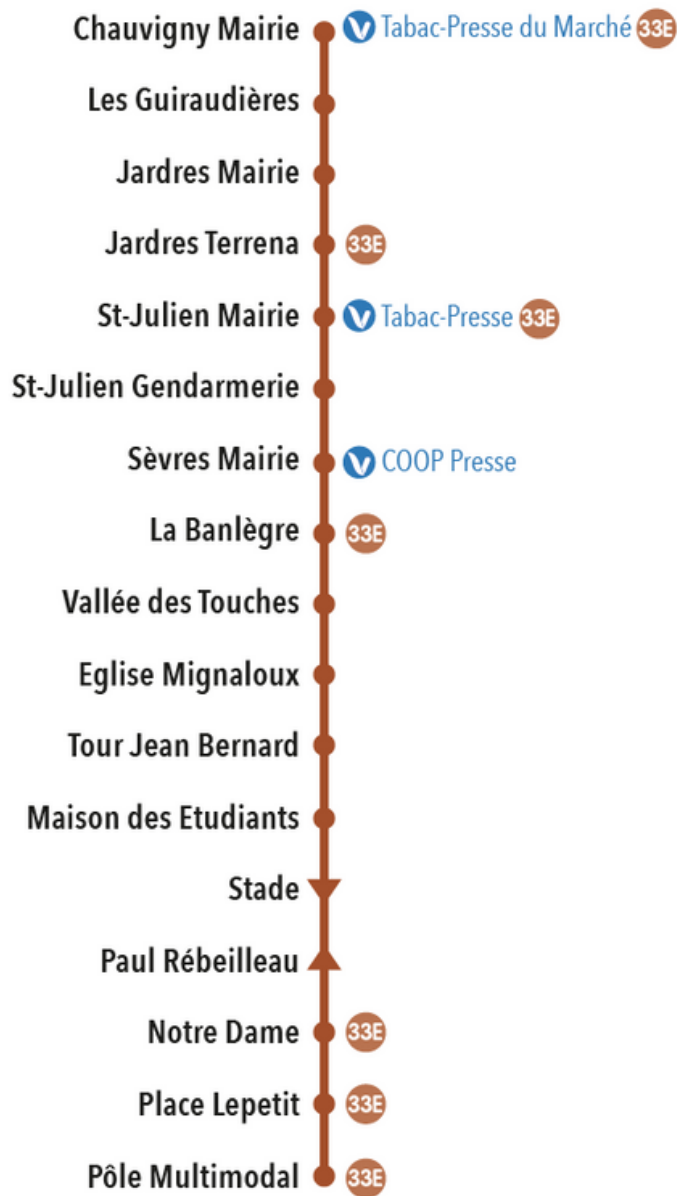 Chauvigny Mairie V Tabac-Presse du Marché 33E
Les Guiraudières
Jardres Mairie
Jardres Terrena 33E
St-Julien Mairie V Tabac-Presse 33E
St-Julien Gendarmerie
Sèvres Mairie V COOP Presse
La Banlègre 33E
Vallée des Touches
Eglise Mignaloux
Tour Jean Bernard
Maison des Etudiants
Stade
Paul Rébeilleau
Notre Dame 33E
Place Lepetit 33E
Pôle Multimodal 33E